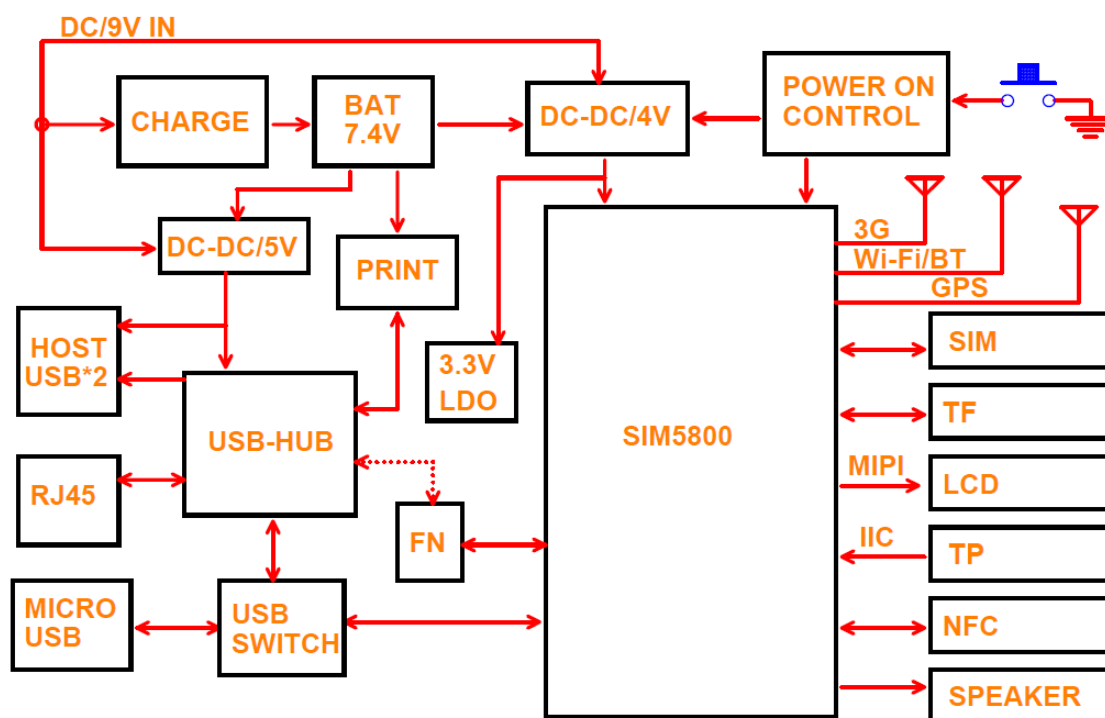 DC/9V IN
CHARGE
BAT
7.4V
DC-DC/4V
POWER ON
CONTROL
DC-DC/5V
PRINT
3G
Wi-Fi/BT
GPS
HOST
USB*2
3.3V
LDO
SIM
USB-HUB
SIM5800
TF
RJ45
MIPI
LCD
FN
IIC
TP
MICRO
USB
USB
SWITCH
NFC
SPEAKER